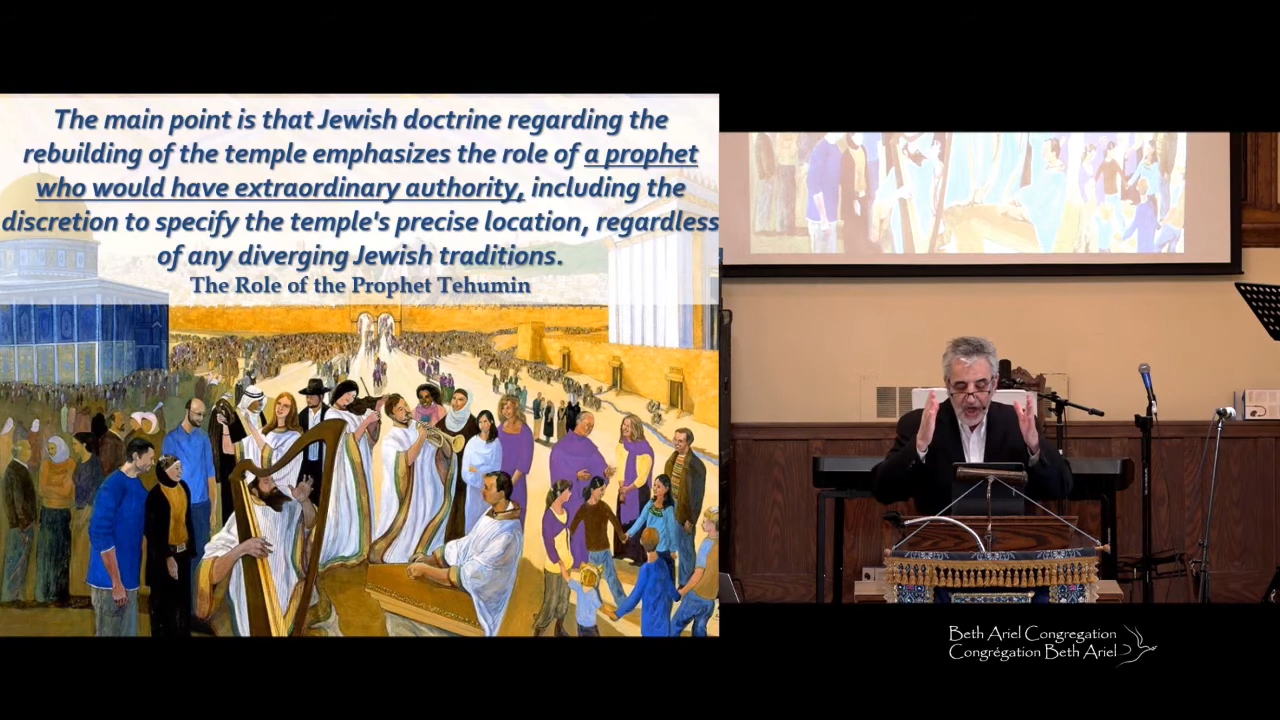 The main point is that Jewish doctrine regarding the
rebuilding of the temple emphasizes the role of a prophet
who would have extraordinary authority, including the
discretion to specify the temple's precise location, regardless
of any diverging Jewish traditions.
The Role of the Prophet Tehumin
Beth Ariel Congregation
Congrégation Beth Ariel